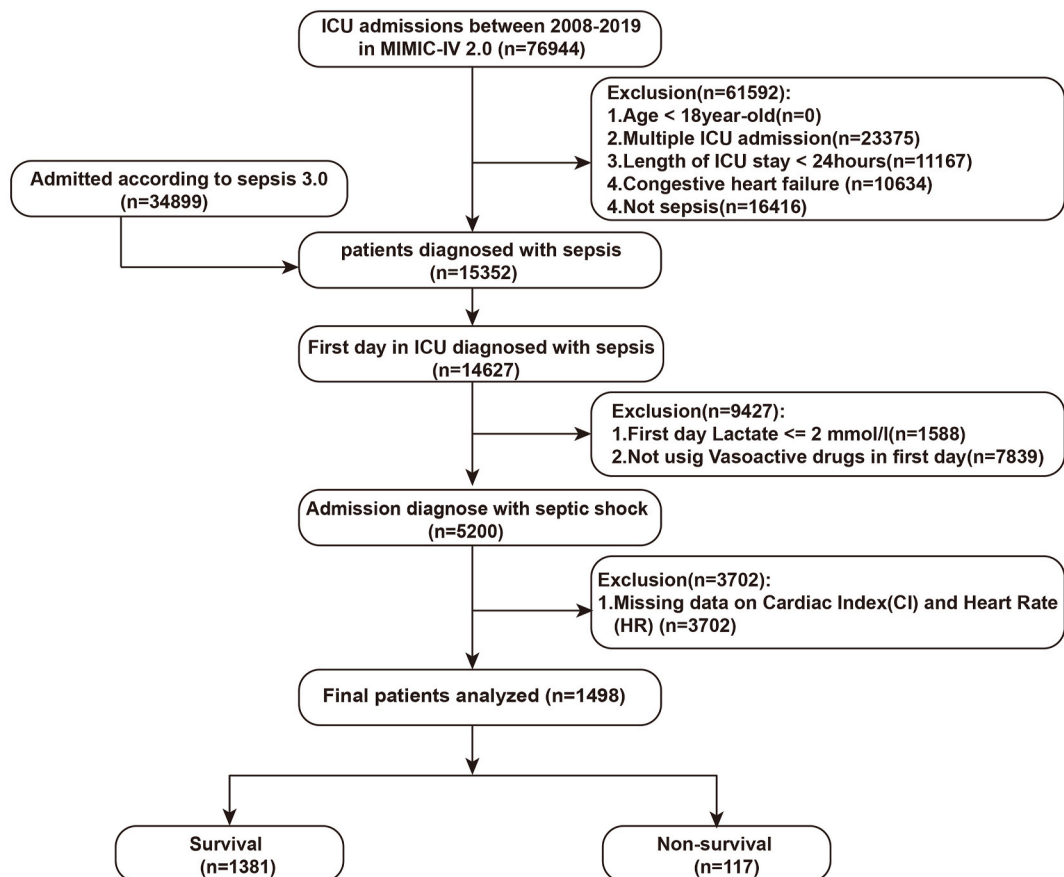 ICU admissions between 2008-2019
in MIMIC-IV 2.0 (n=76944)
Exclusion(n=61592):
1.Age < 18year-old(n=0)
2.Multiple ICU admission(n=23375)
3.Length of ICU stay < 24hours(n=11167)
4.Congestive heart failure (n=10634)
4.Not sepsis(n=16416)
Admitted according to sepsis 3.0
(n=34899)
patients diagnosed with sepsis
(n=15352)
First day in ICU diagnosed with sepsis
(n=14627)
Exclusion(n=9427):
1.First day Lactate <= 2 mmol/l(n=1588)
2.Not usig Vasoactive drugs in first day(n=7839)
Admission diagnose with septic shock
(n=5200)
Exclusion(n=3702):
1.Missing data on Cardiac Index(CI) and Heart Rate
(HR) (n=3702)
Final patients analyzed (n=1498)
Survival
(n=1381)
Non-survival
(n=117)